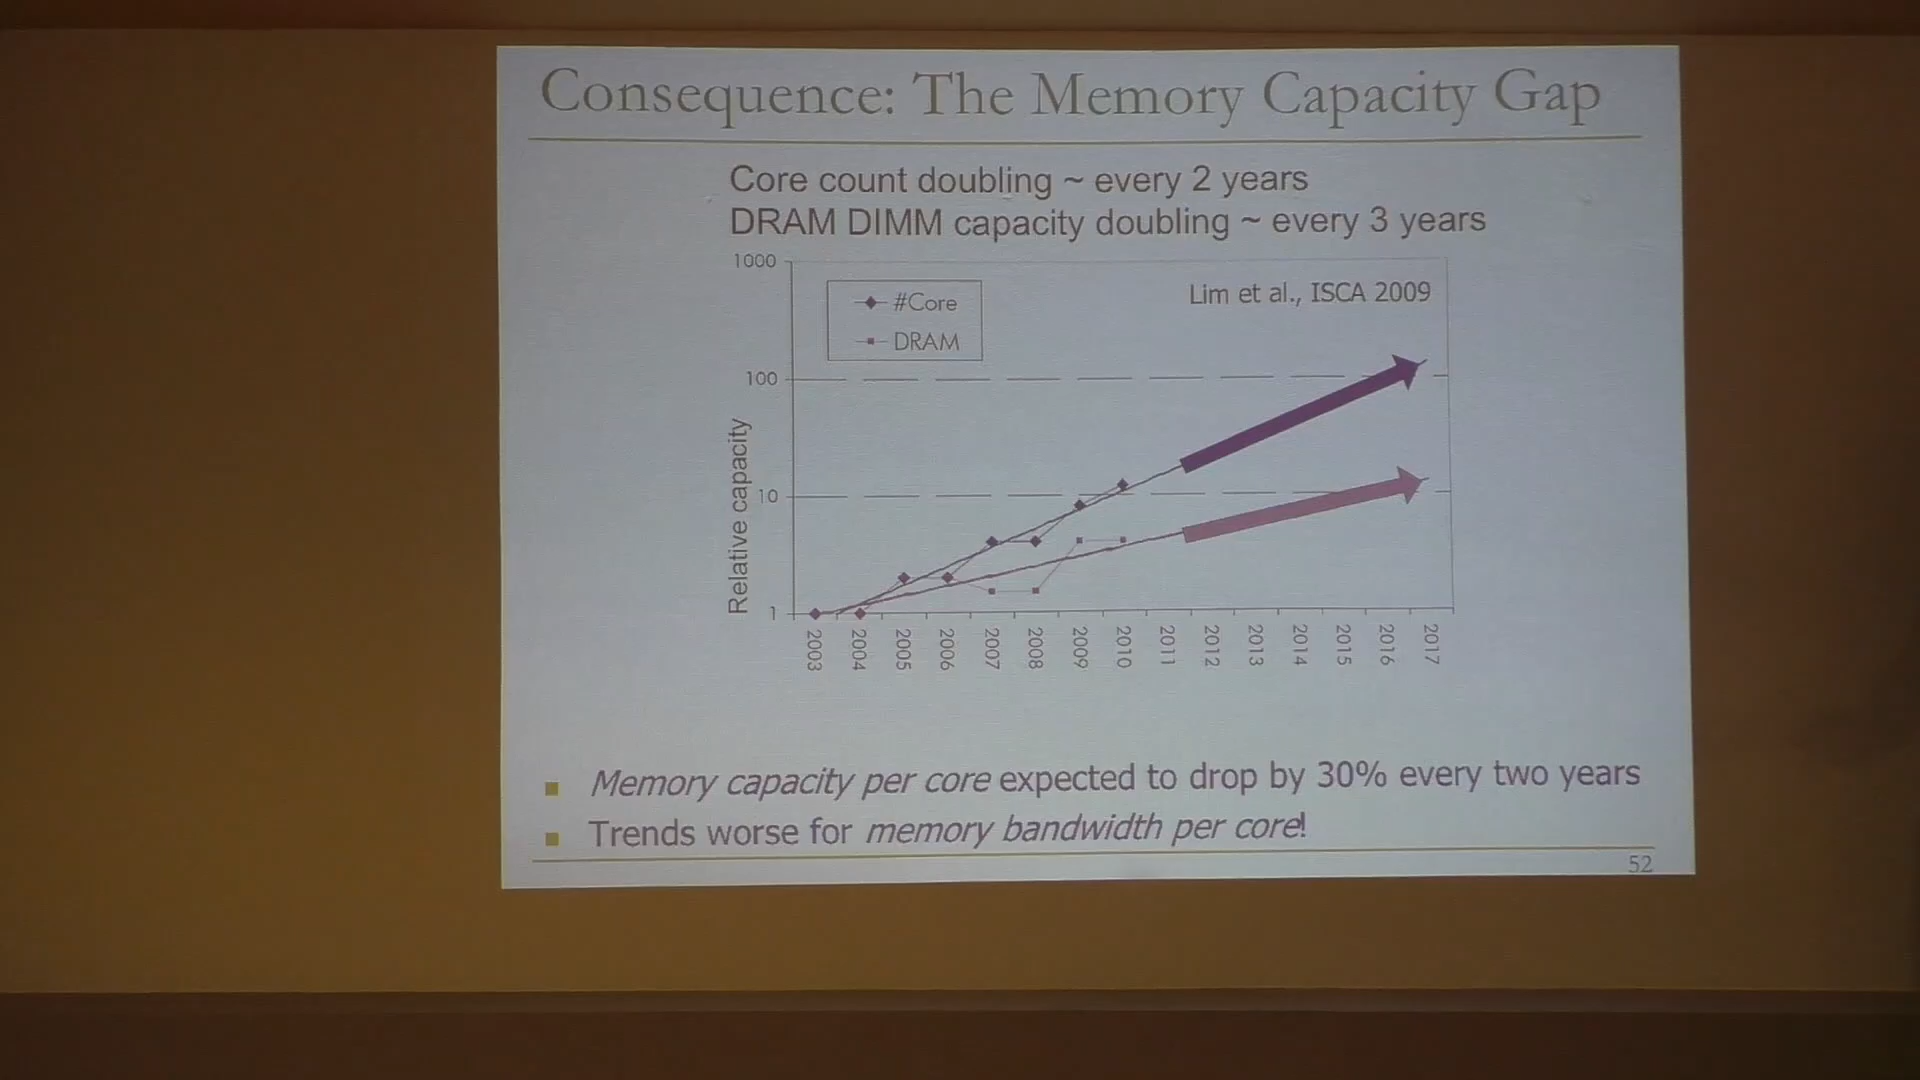 Consequence: The Memory Capacity Gap
Core count doubling ~ every 2 years
DRAM DIMM capacity doubling ~ every 3 years
1000
#Core
DRAM
Lim et al., ISCA 2009
100
10
1
Relative capacity
2003 2004 2005 2006 2007 2008 2009 2010 2011 2012 2013 2014 2015 2016 2017
Memory capacity per core expected to drop by 30% every two years
Trends worse for memory bandwidth per core!
52